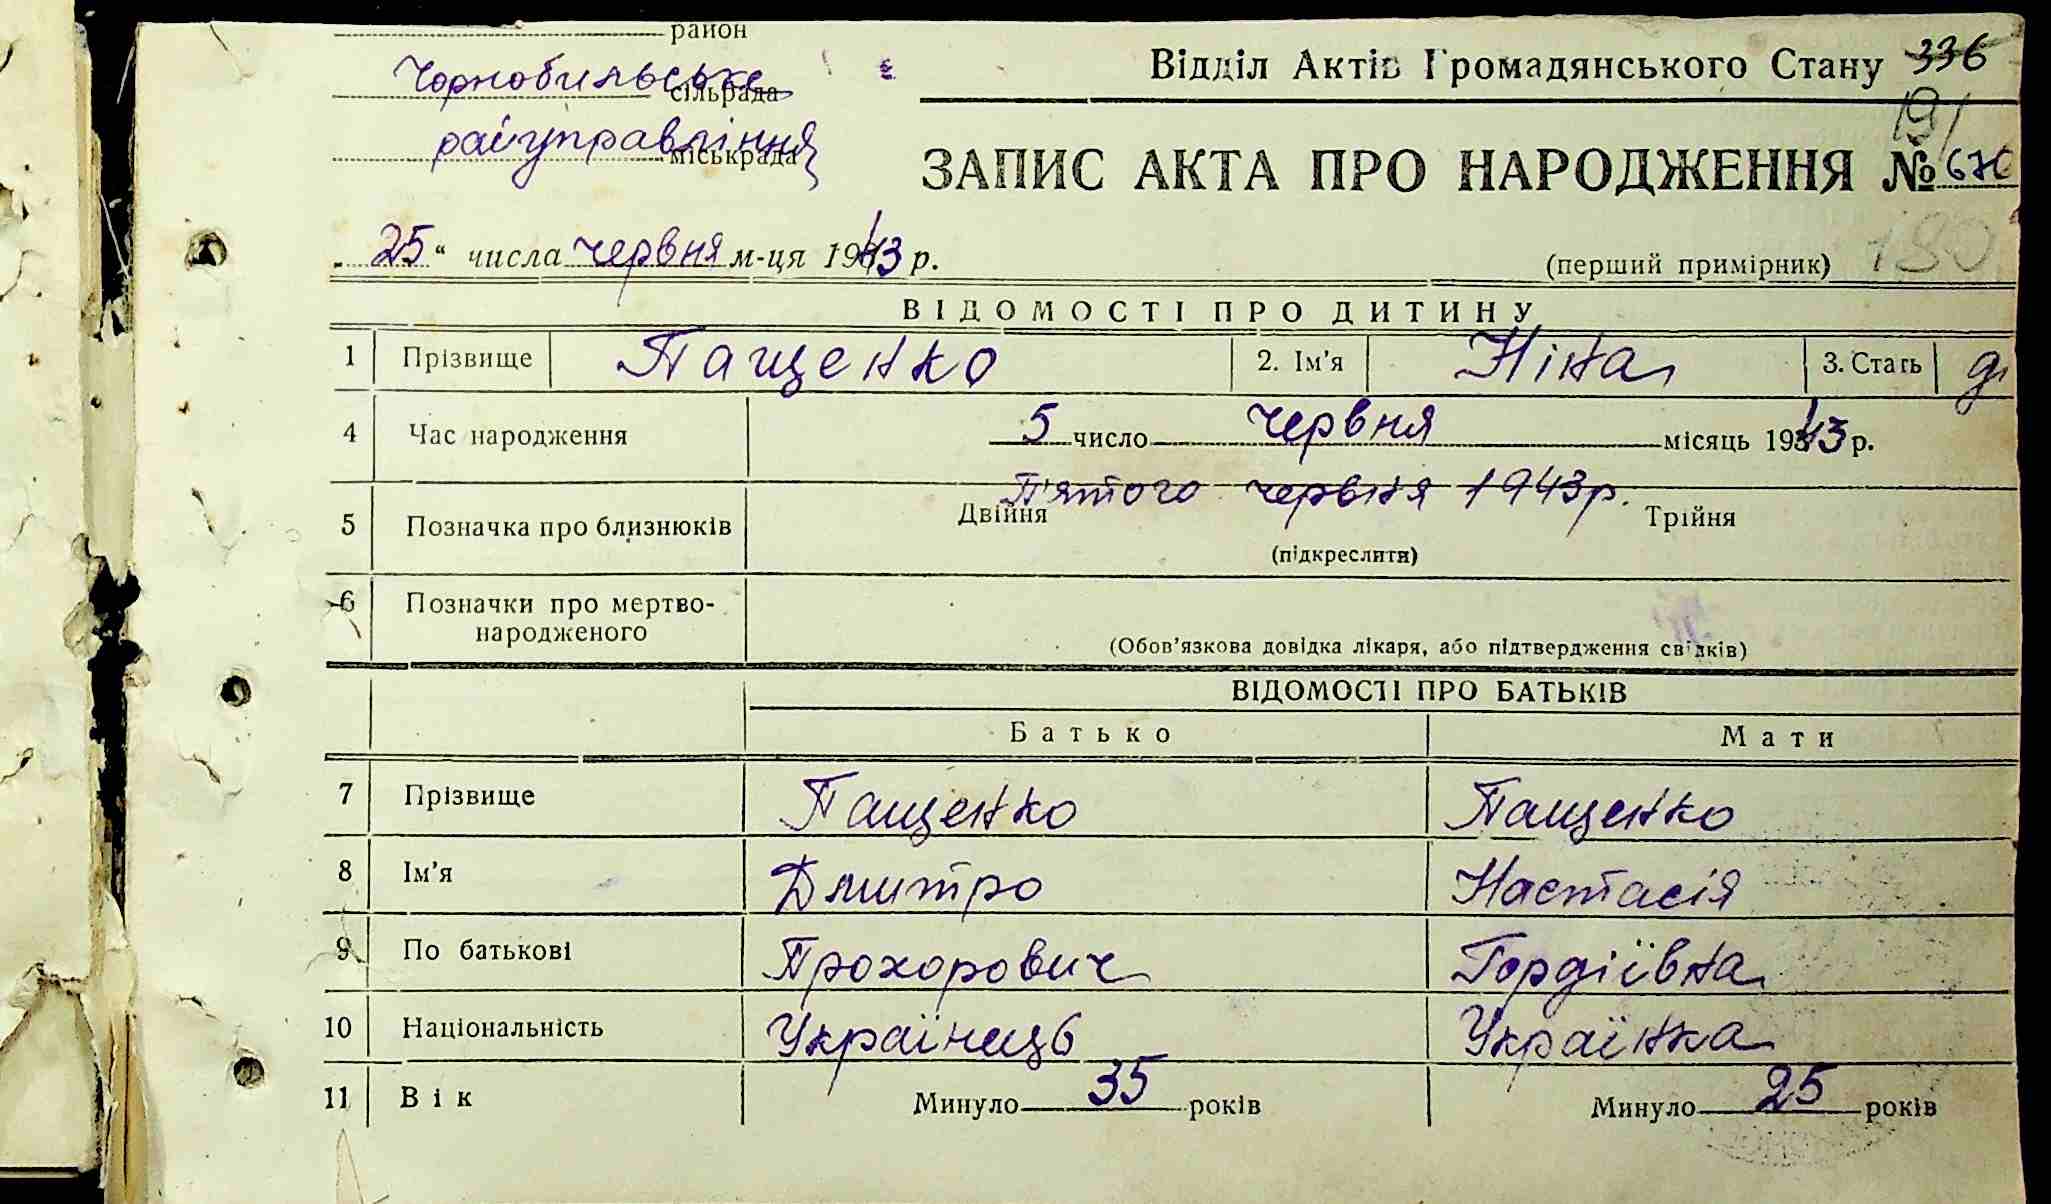 район
Чорнобильське сільрада
райуправління міськрада
Відділ Актів Громадянського Стану 336
191
ЗАПИС АКТА ПРО НАРОДЖЕННЯ №
„ 25 “ числа червня м-ця 1943 р.
(перший примірник) 190
ВІДОМОСТІ ПРО ДИТИНУ
1 Прізвище Пащенко 2. Ім’я Ніна 3. Стать ді
4 Час народження 5 число червня місяць 1943 р.
П'ятого червня 1943 р.
5 Позначка про близнюків Двійня Трійня
(підкреслити)
6 Позначки про мертво-
народженого
(Обов’язкова довідка лікаря, або підтвердження свідків)
ВІДОМОСТІ ПРО БАТЬКІВ
Батько Мати
7 Прізвище Пащенко Пащенко
8 Ім’я Дмитро Настасія
9 По батькові Прохорович Гордіївна
10 Національність Українець Українка
11 Вік Минуло 35 років Минуло 25 років